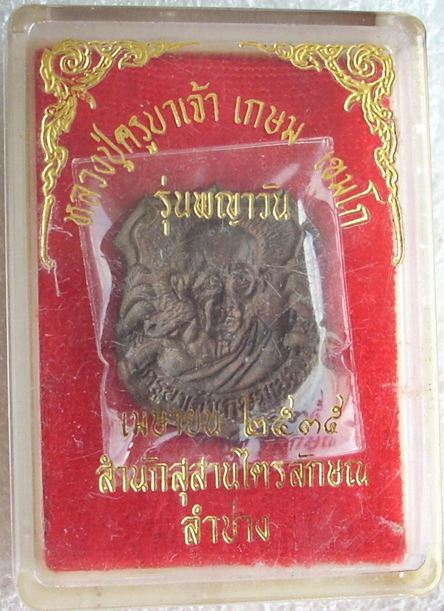 หลวงปู่ครูบาเจ้า เกษม เขมโก
รุ่นพญาวัน
เมษายน ๒๕๓๕
สำนักสุสานไตรลักษณ์
ลำปาง